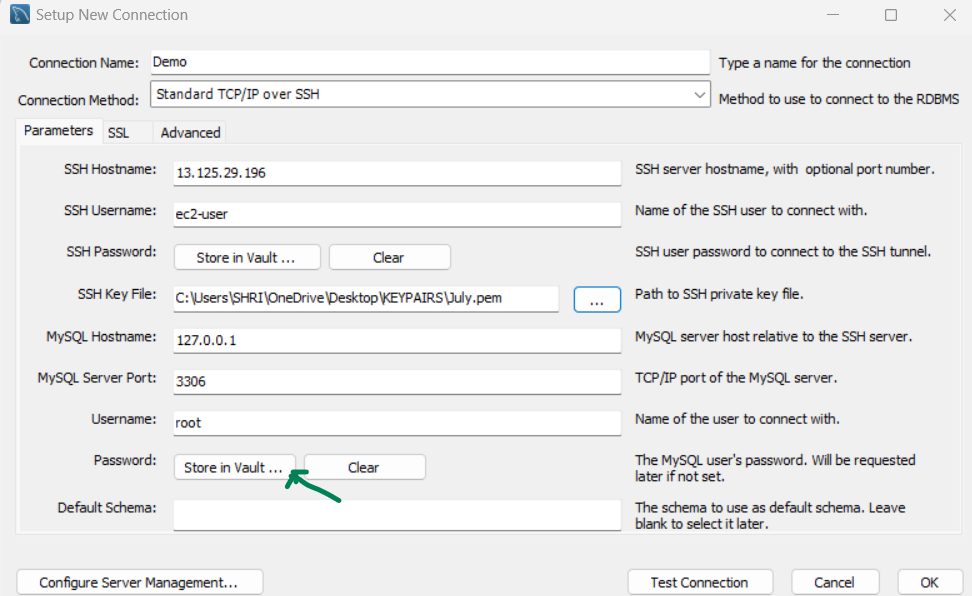 Setup New Connection
Connection Name: Demo Type a name for the connection
Connection Method: Standard TCP/IP over SSH Method to use to connect to the RDBMS
Parameters SSL Advanced
SSH Hostname: 13.125.29.196 SSH server hostname, with optional port number.
SSH Username: ec2-user Name of the SSH user to connect with.
SSH Password: Store in Vault ... Clear SSH user password to connect to the SSH tunnel.
SSH Key File: C:\Users\SHRI\OneDrive\Desktop\KEYPAIRS\July.pem ... Path to SSH private key file.
MySQL Hostname: 127.0.0.1 MySQL server host relative to the SSH server.
MySQL Server Port: 3306 TCP/IP port of the MySQL server.
Username: root Name of the user to connect with.
Password: Store in Vault ... Clear The MySQL user's password. Will be requested
later if not set.
Default Schema: The schema to use as default schema. Leave
blank to select it later.
Configure Server Management... Test Connection Cancel OK